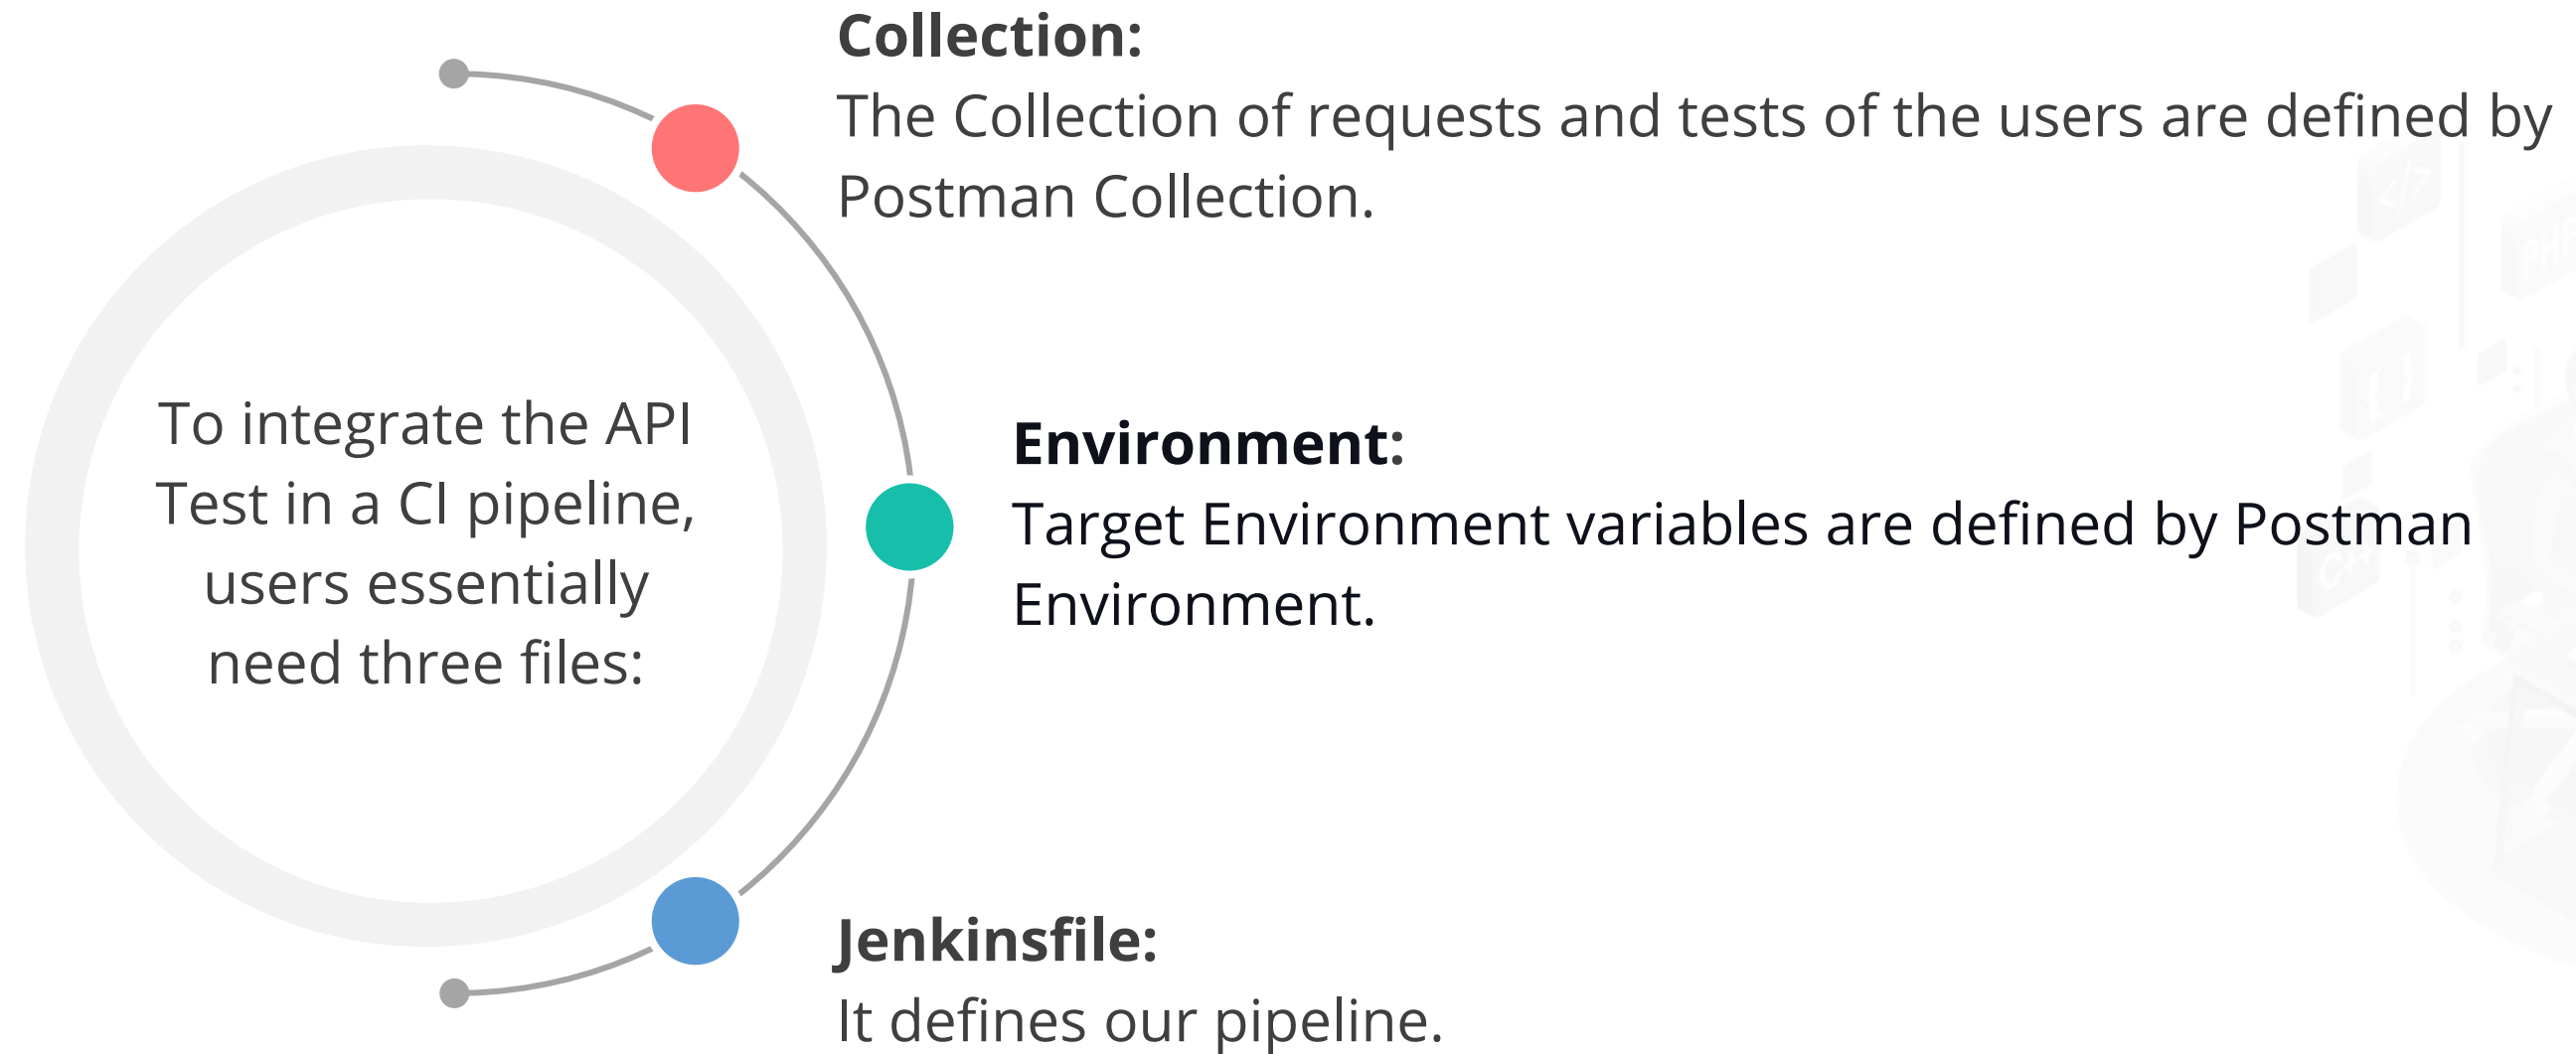 Collection:
The Collection of requests and tests of the users are defined by
Postman Collection.
To integrate the API
Test in a CI pipeline,
users essentially
need three files:
Environment:
Target Environment variables are defined by Postman
Environment.
Jenkinsfile:
It defines our pipeline.